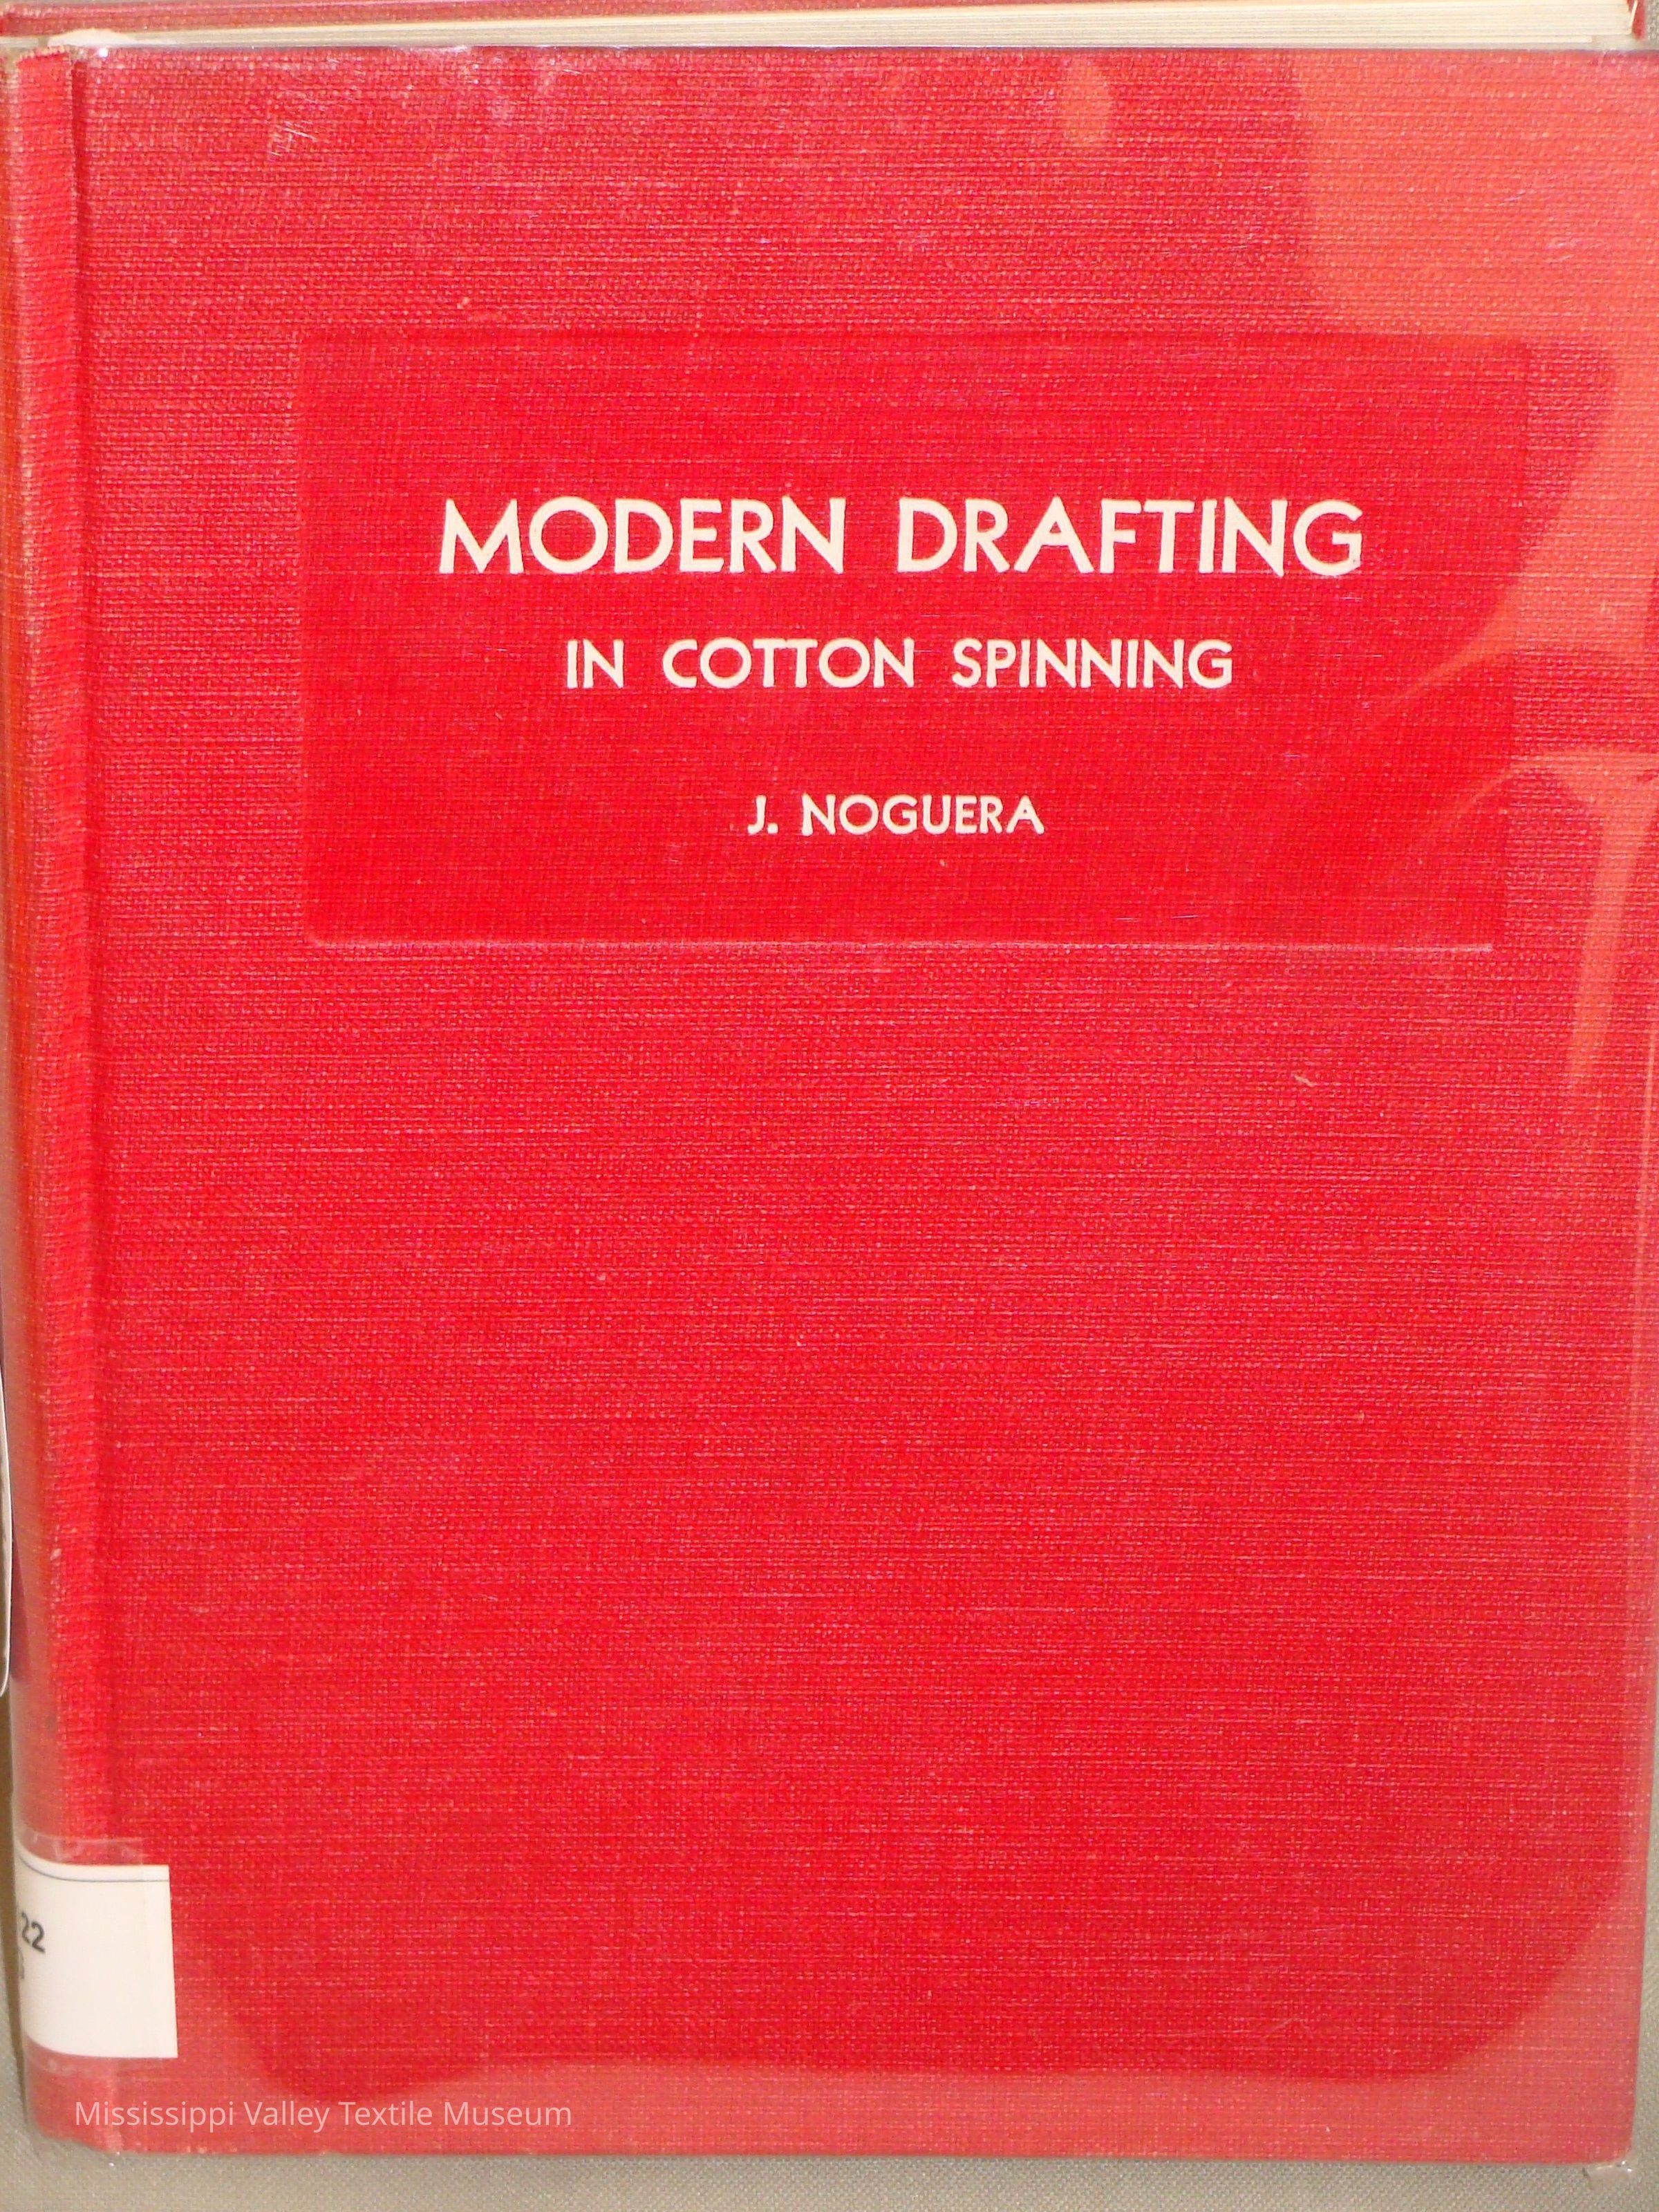 MODERN DRAFTING
IN COTTON SPINNING
J. NOGUERA
22
Mississippi Valley Textile Museum